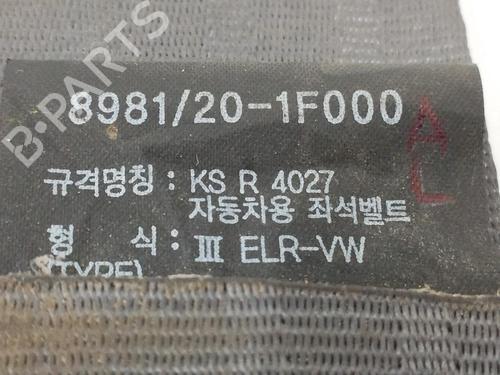 B-PARTS
8981/20-1F000
AL
규격명칭 : KS R 4027
자동차용 좌석벨트
형 식 : Ⅲ ELR-VW
(TYPE)